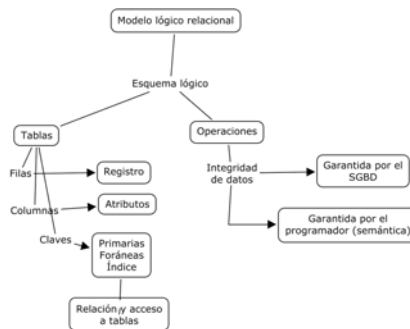 Modelo lógico relacional
Esquema lógico
Tablas
Operaciones
Filas
Registro
Integridad
de datos
Garantida por el
SGBD
Columnas
Atributos
Garantida por el
programador (semántica)
Claves
Primarias
Foráneas
Índice
Relación y acceso
a tablas